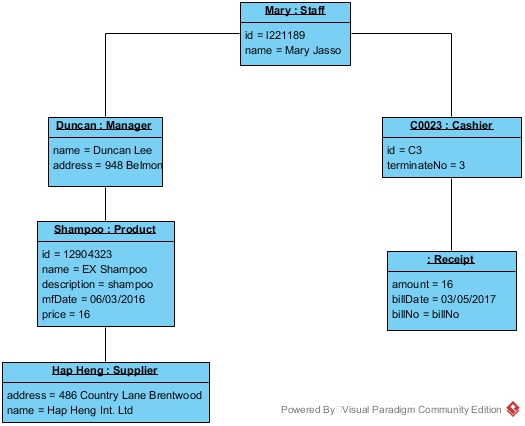 Mary : Staff
id = I221189
name = Mary Jasso
Duncan : Manager
name = Duncan Lee
address = 948 Belmon
C0023 : Cashier
id = C3
terminateNo = 3
Shampoo : Product
id = 12904323
name = EX Shampoo
description = shampoo
mfDate = 06/03/2016
price = 16
: Receipt
amount = 16
billDate = 03/05/2017
billNo = billNo
Hap Heng : Supplier
address = 486 Country Lane Brentwood
name = Hap Heng Int. Ltd
Powered By Visual Paradigm Community Edition